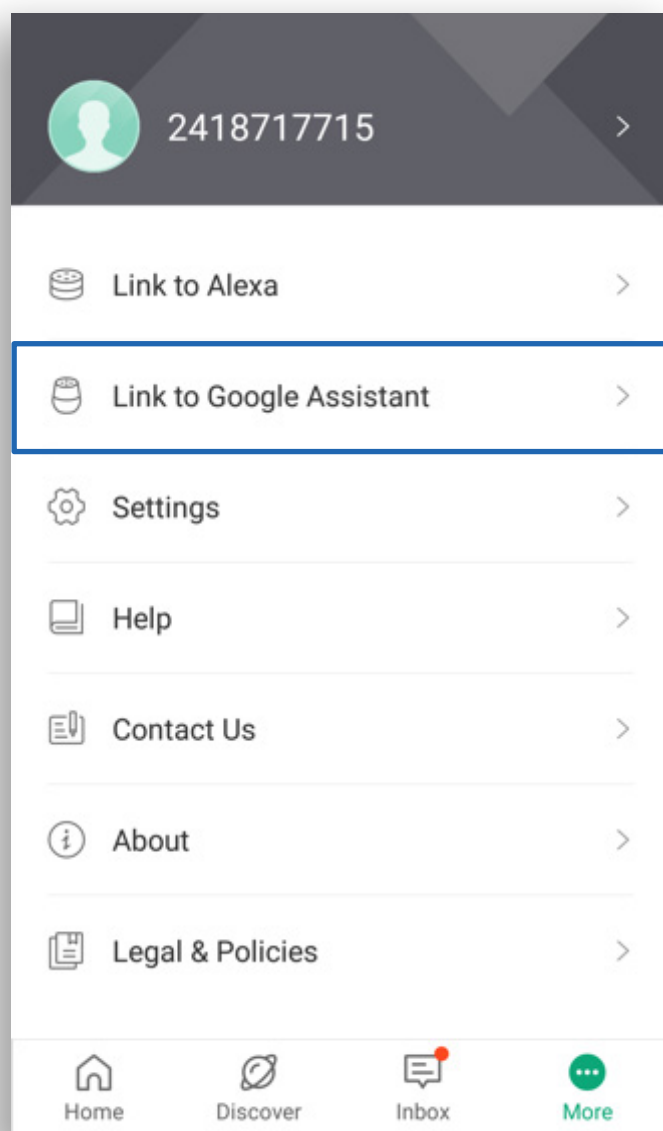 2418717715
Link to Alexa
Link to Google Assistant
Settings
Help
Contact Us
About
Legal & Policies
Home Discover Inbox More